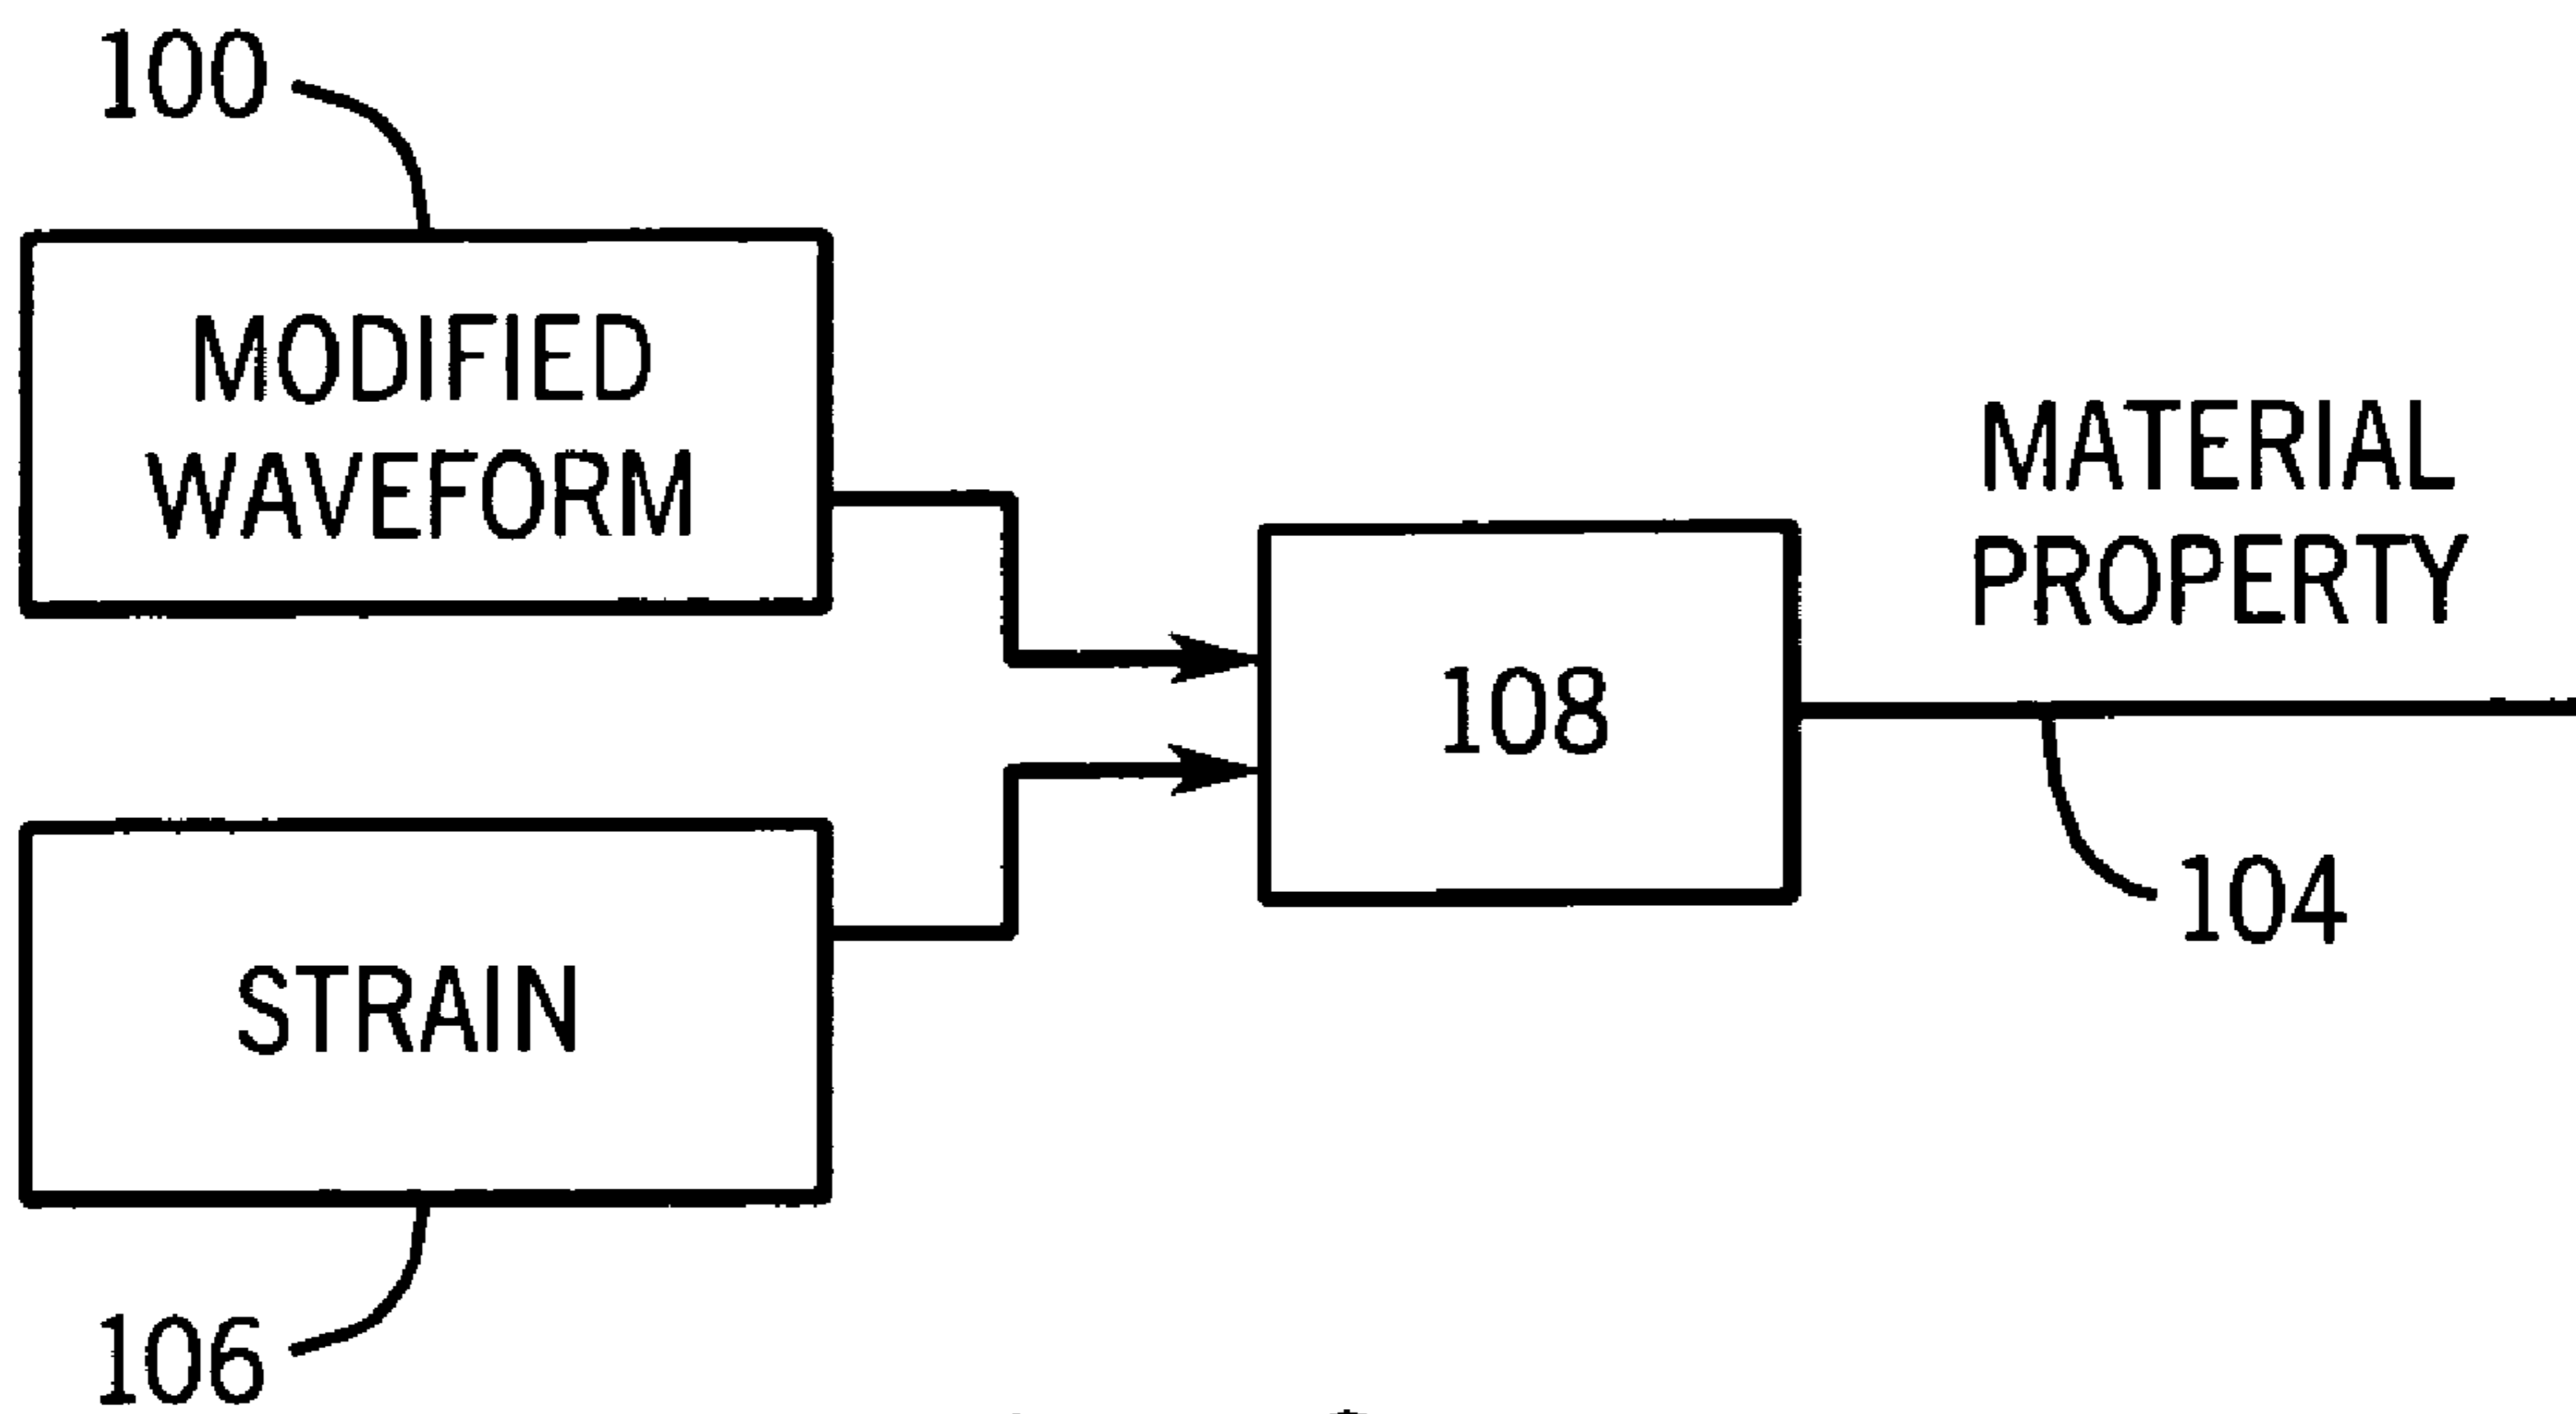 100
MODIFIED
WAVEFORM
MATERIAL
PROPERTY
108
104
STRAIN
106